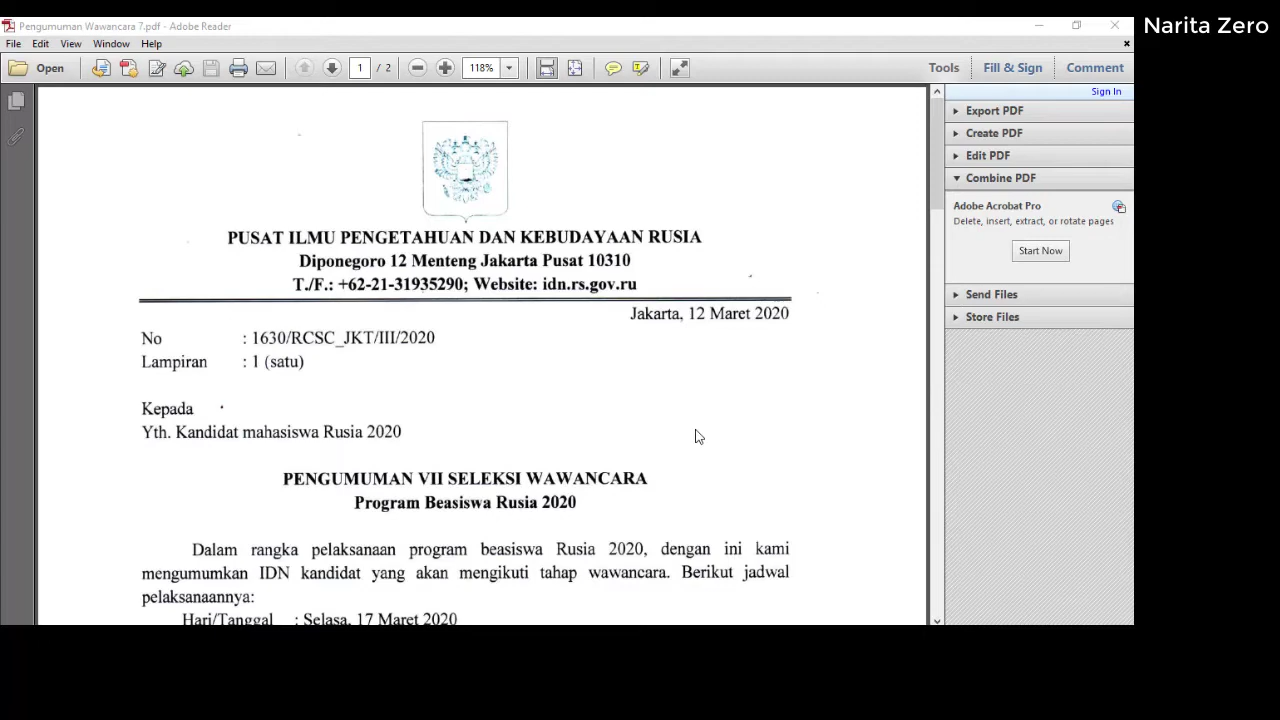 Pengumuman Wawancara 7.pdf - Adobe Reader
Narita Zero
File Edit View Window Help
Open 1 / 2 118% Tools Fill & Sign Comment
Sign In
Export PDF
Create PDF
Edit PDF
Combine PDF
Adobe Acrobat Pro
Delete, insert, extract, or rotate pages
Start Now
Send Files
Store Files
PUSAT ILMU PENGETAHUAN DAN KEBUDAYAAN RUSIA
Diponegoro 12 Menteng Jakarta Pusat 10310
T./F.: +62-21-31935290; Website: idn.rs.gov.ru
Jakarta, 12 Maret 2020
No : 1630/RCSC_JKT/III/2020
Lampiran : 1 (satu)
Kepada
Yth. Kandidat mahasiswa Rusia 2020
PENGUMUMAN VII SELEKSI WAWANCARA
Program Beasiswa Rusia 2020
Dalam rangka pelaksanaan program beasiswa Rusia 2020, dengan ini kami
mengumumkan IDN kandidat yang akan mengikuti tahap wawancara. Berikut jadwal
pelaksanaannya:
Hari/Tanggal : Selasa, 17 Maret 2020